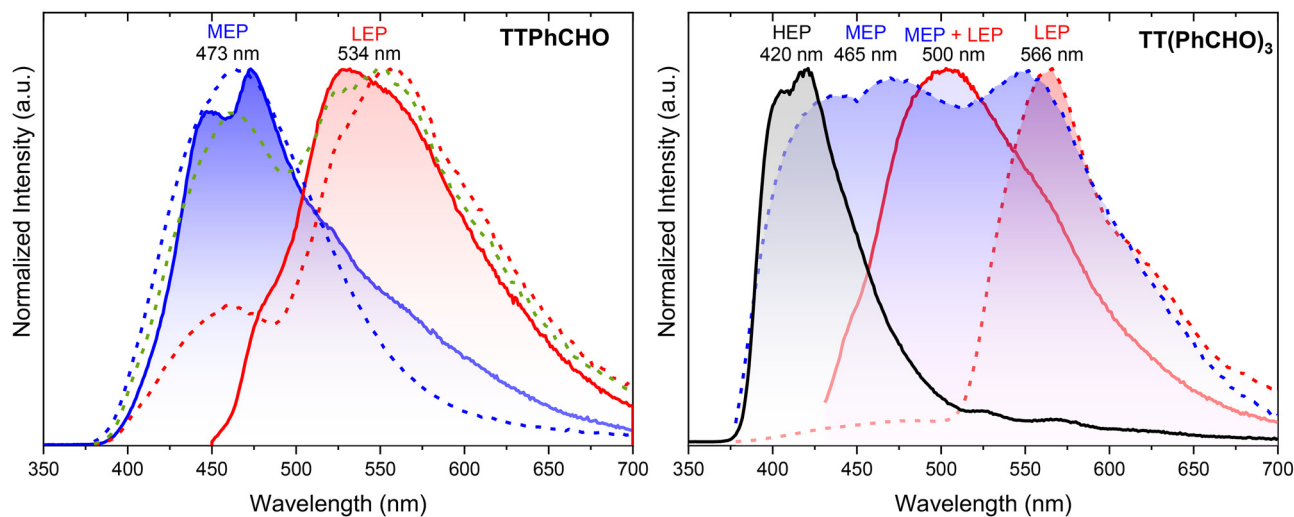 MEP
473 nm
LEP
534 nm
TTPhCHO
Normalized Intensity (a.u.)
350 400 450 500 550 600 650 700
Wavelength (nm)
HEP
420 nm
MEP
465 nm
MEP + LEP
500 nm
LEP
566 nm
TT(PhCHO)₃
Normalized Intensity (a.u.)
350 400 450 500 550 600 650 700
Wavelength (nm)